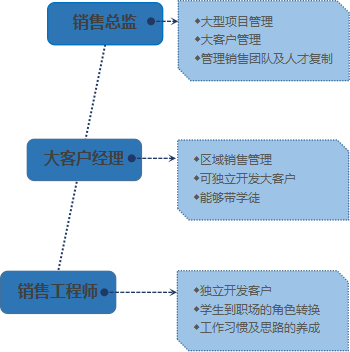 销售总监
◆大型项目管理
◆大客户管理
◆管理销售团队及人才复制
大客户经理
◆区域销售管理
◆可独立开发大客户
◆能够带学徒
销售工程师
◆独立开发客户
◆学生到职场的角色转换
◆工作习惯及思路的养成